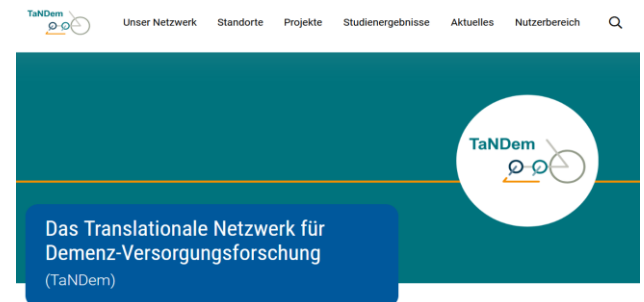 TaNDem
Unser Netzwerk Standorte Projekte Studienergebnisse Aktuelles Nutzerbereich
TaNDem
Das Translationale Netzwerk für
Demenz-Versorgungsforschung
(TaNDem)